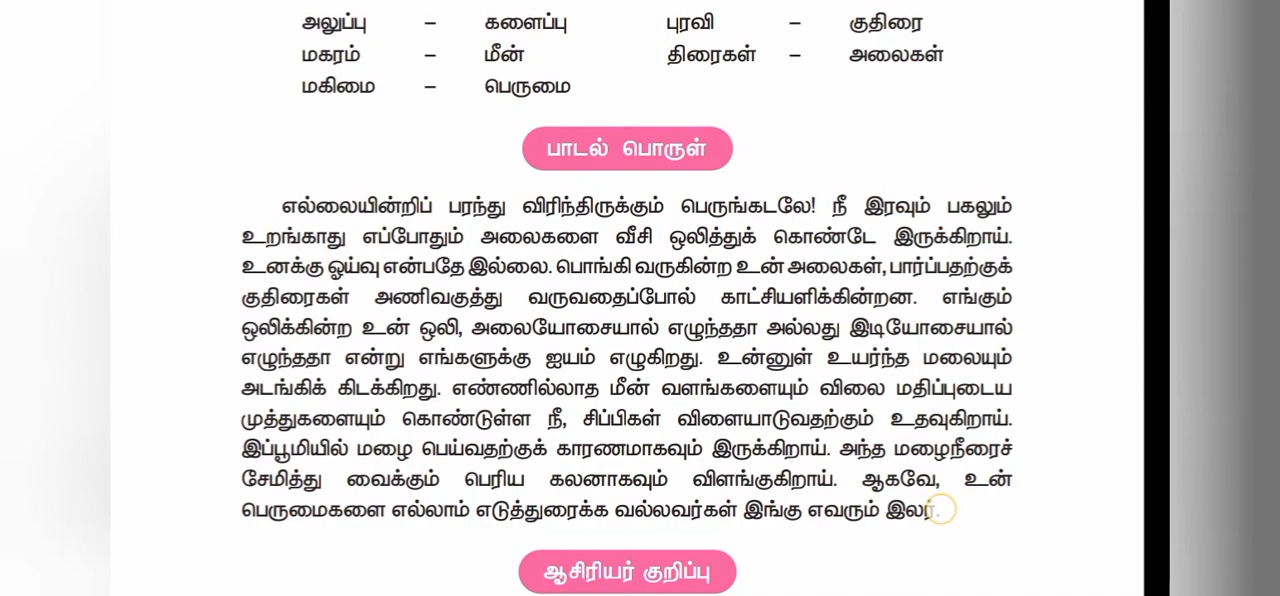 அலுப்பு – களைப்பு புரவி – குதிரை
மகரம் – மீன் திரைகள் – அலைகள்
மகிமை – பெருமை
பாடல் பொருள்
எல்லையின்றிப் பரந்து விரிந்திருக்கும் பெருங்கடலே! நீ இரவும் பகலும்
உறங்காது எப்போதும் அலைகளை வீசி ஒலித்துக் கொண்டே இருக்கிறாய்.
உனக்கு ஓய்வு என்பதே இல்லை. பொங்கி வருகின்ற உன் அலைகள், பார்ப்பதற்குக்
குதிரைகள் அணிவகுத்து வருவதைப்போல் காட்சியளிக்கின்றன. எங்கும்
ஒலிக்கின்ற உன் ஒலி, அலையோசையால் எழுந்ததா அல்லது இடியோசையால்
எழுந்ததா என்று எங்களுக்கு ஐயம் எழுகிறது. உன்னுள் உயர்ந்த மலையும்
அடங்கிக் கிடக்கிறது. எண்ணில்லாத மீன் வளங்களையும் விலை மதிப்புடைய
முத்துகளையும் கொண்டுள்ள நீ, சிப்பிகள் விளையாடுவதற்கும் உதவுகிறாய்.
இப்பூமியில் மழை பெய்வதற்குக் காரணமாகவும் இருக்கிறாய். அந்த மழைநீரைச்
சேமித்து வைக்கும் பெரிய கலனாகவும் விளங்குகிறாய். ஆகவே, உன்
பெருமைகளை எல்லாம் எடுத்துரைக்க வல்லவர்கள் இங்கு எவரும் இலர்.
ஆசிரியர் குறிப்பு